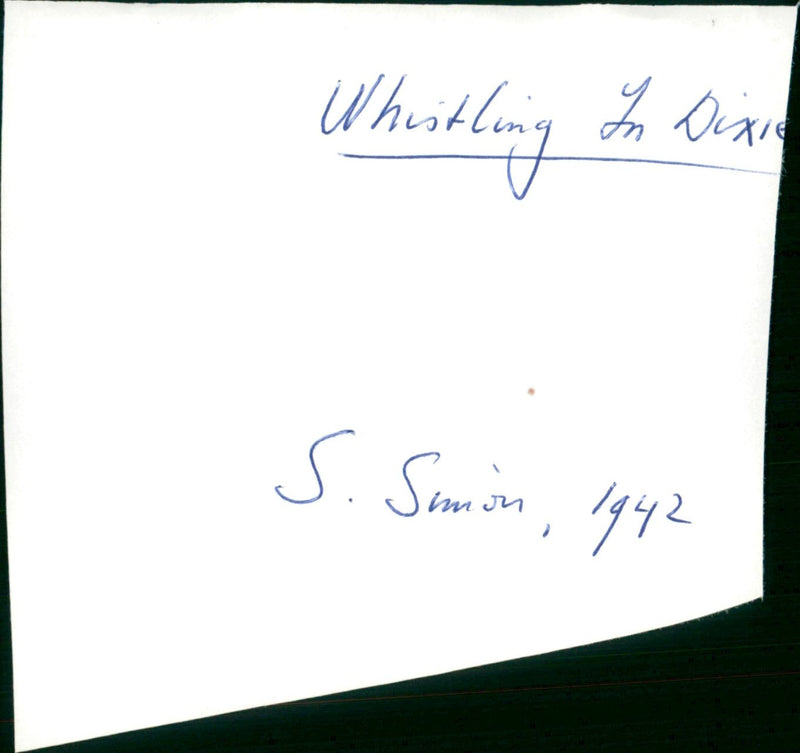 Whistling In Dixie
S. Simon, 1942